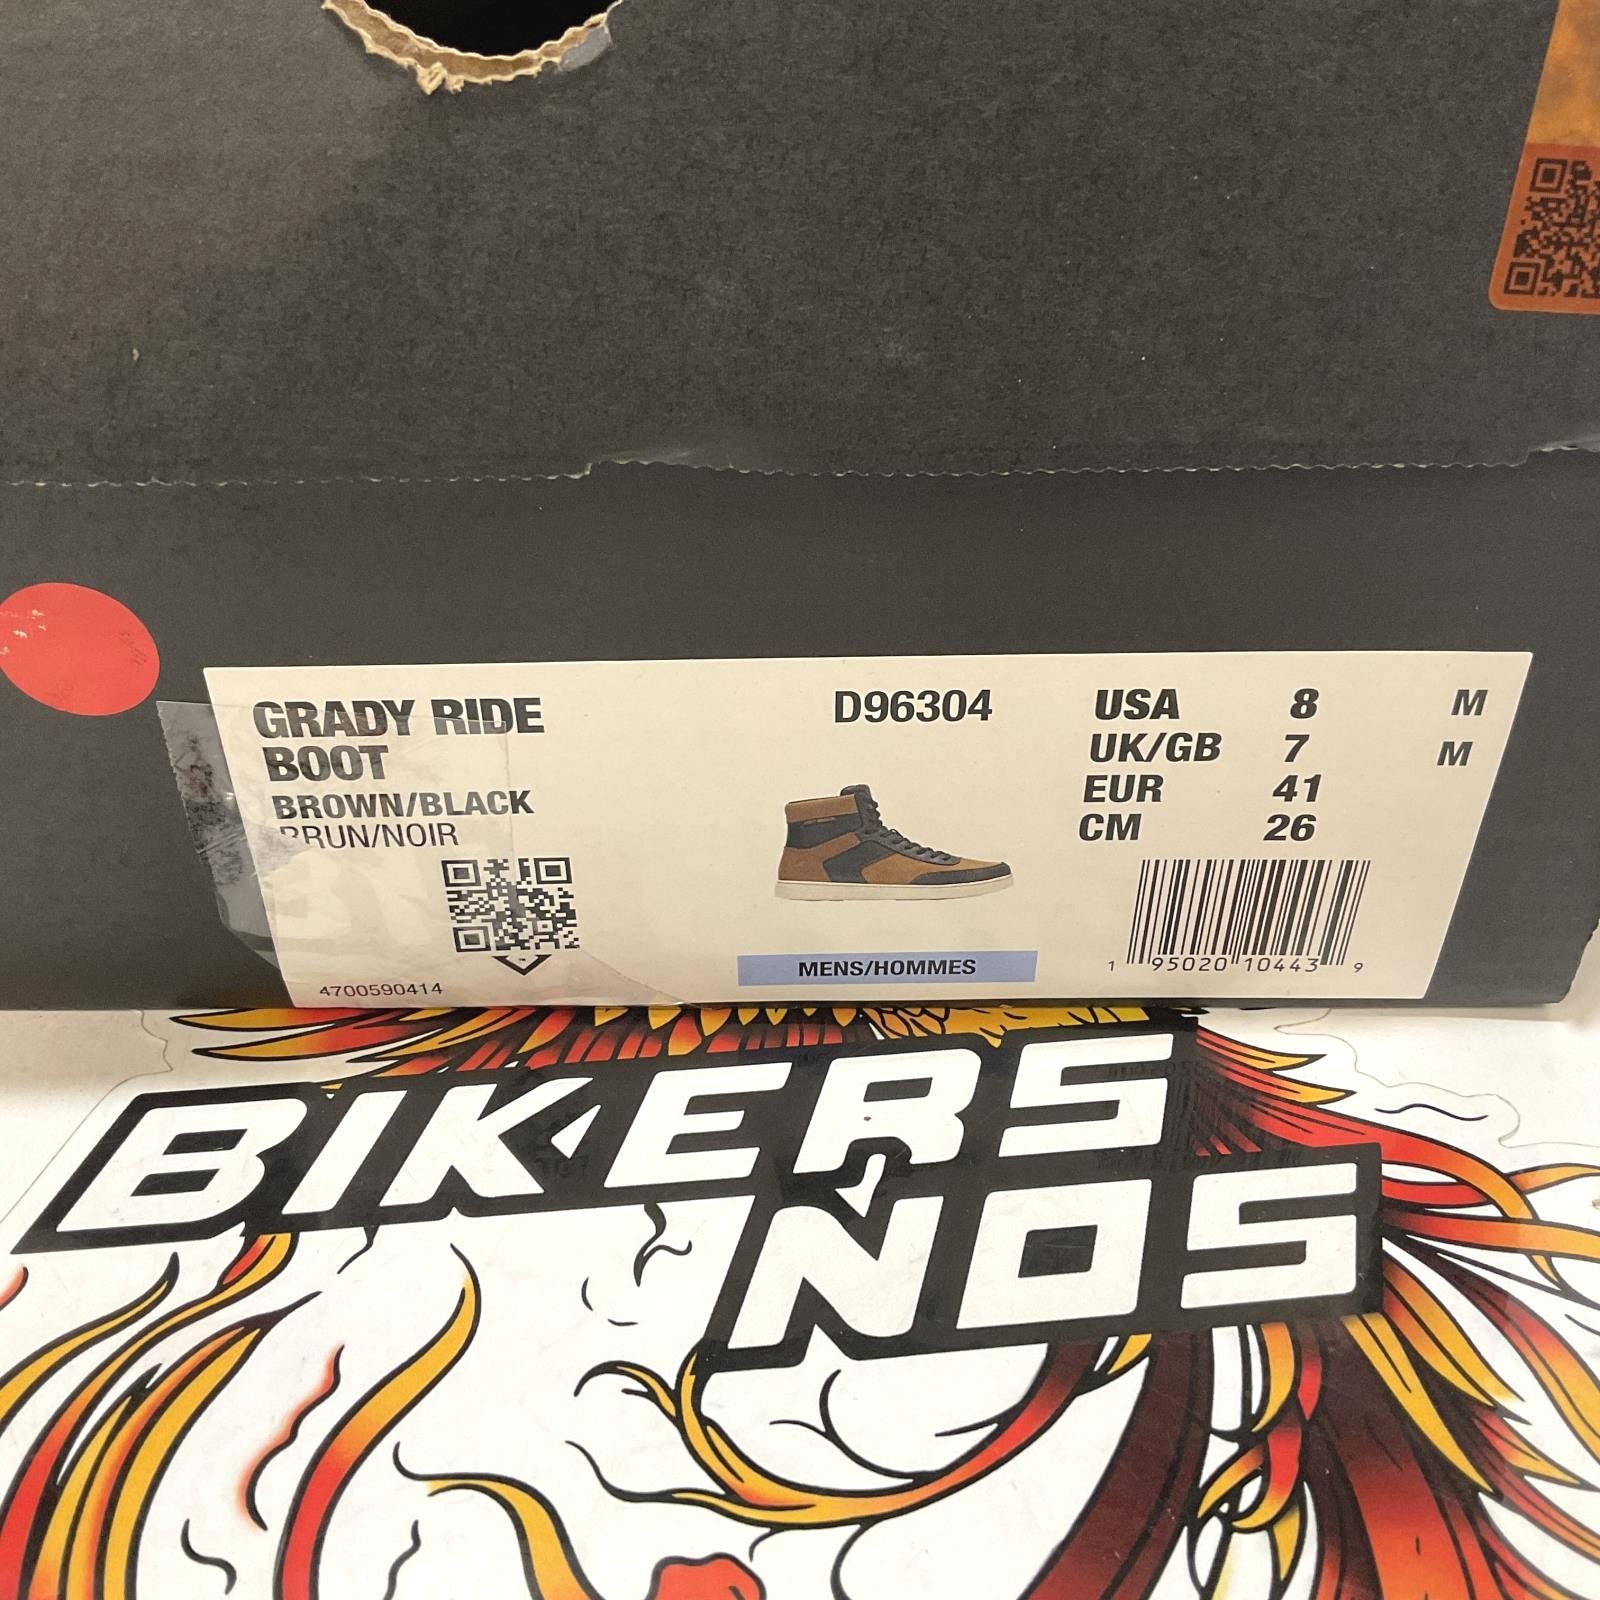 GRADY RIDE
BOOT
BROWN/BLACK
BRUN/NOIR
4700590414
D96304
MENS/HOMMES
USA 8 M
UK/GB 7 M
EUR 41
CM 26
1 95020 10443 9
BIKERS
NOS